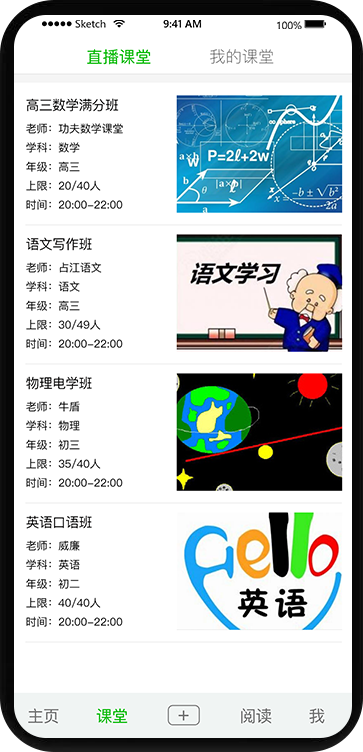 Sketch 9:41 AM 100%
直播课堂 我的课堂
高三数学满分班
老师：功夫数学课堂
学科：数学
年级：高三
上限：20/40人
时间：20:00-22:00
P=2ℓ+2w
语文写作班
老师：占江语文
学科：语文
年级：高三
上限：30/49人
时间：20:00-22:00
语文学习
物理电学班
老师：牛盾
学科：物理
年级：初三
上限：35/40人
时间：20:00-22:00
英语口语班
老师：威廉
学科：英语
年级：初二
上限：40/40人
时间：20:00-22:00
Hello
英语
主页 课堂 + 阅读 我